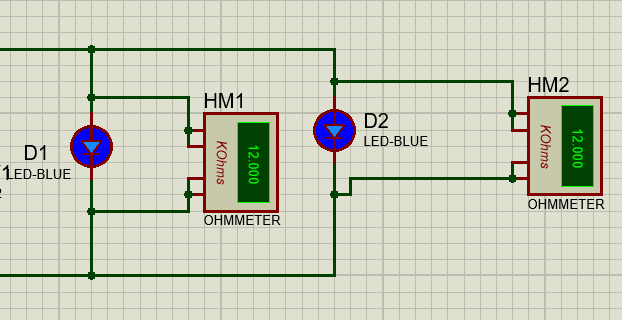 HM1
D1
LED-BLUE
KOhms
12.000
OHMMETER
D2
LED-BLUE
HM2
KOhms
12.000
OHMMETER